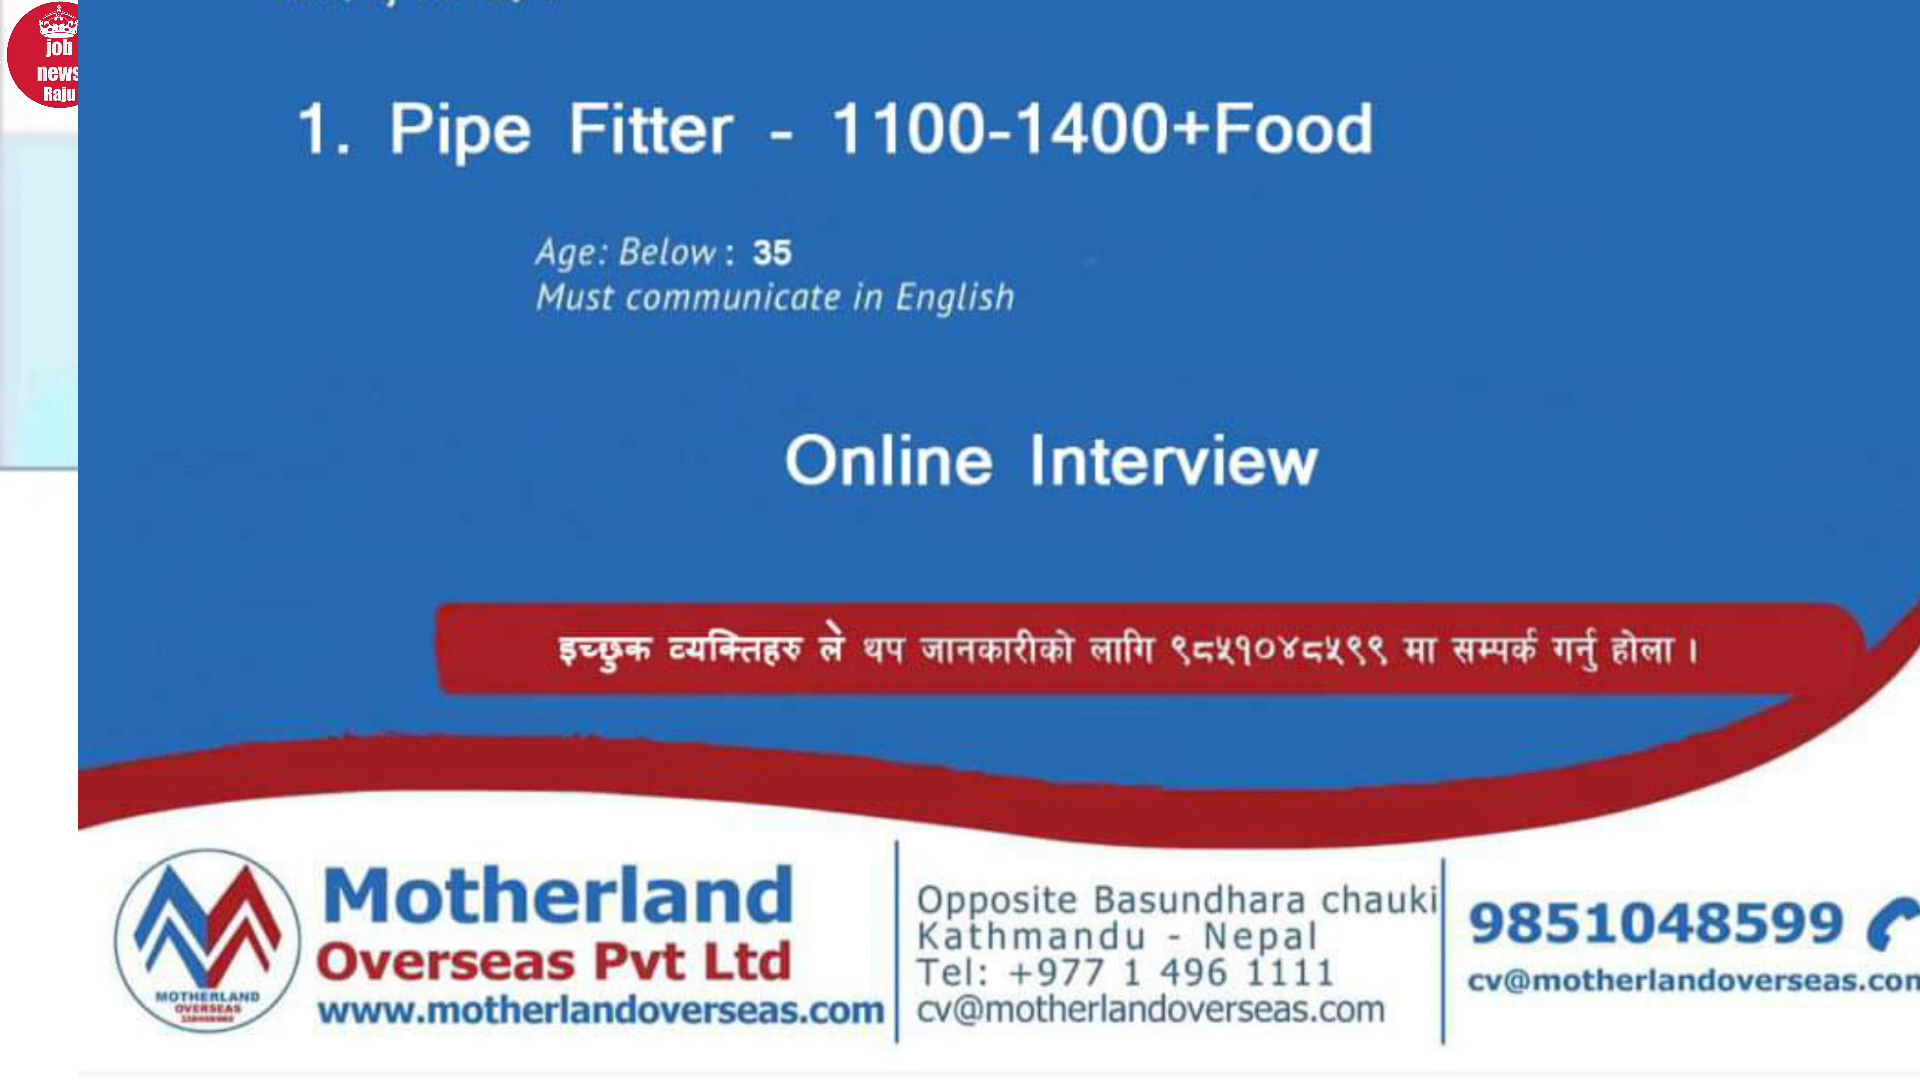 job
news
Raju
1. Pipe Fitter - 1100-1400+Food
Age: Below : 35
Must communicate in English
Online Interview
इच्छुक व्यक्तिहरु ले थप जानकारीको लागि ९८५१०४८५९९ मा सम्पर्क गर्नु होला ।
Motherland
Overseas Pvt Ltd
www.motherlandoverseas.com
MOTHERLAND
OVERSEAS
Opposite Basundhara chauki
Kathmandu - Nepal
Tel: +977 1 496 1111
cv@motherlandoverseas.com
9851048599
cv@motherlandoverseas.com